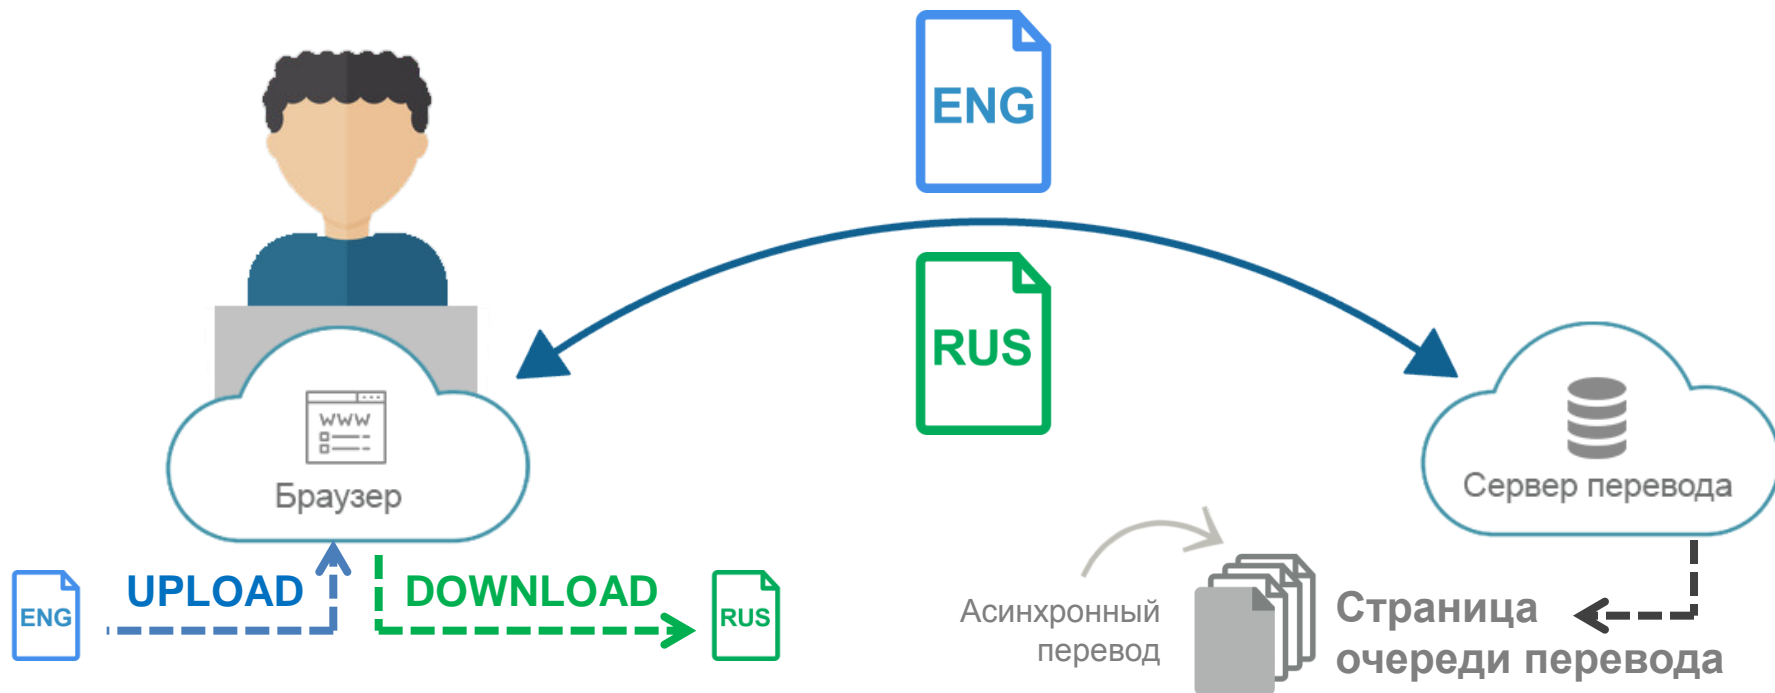 ENG
RUS
WWW
Браузер
Сервер перевода
ENG
UPLOAD
DOWNLOAD
RUS
Асинхронный
перевод
Страница
очереди перевода